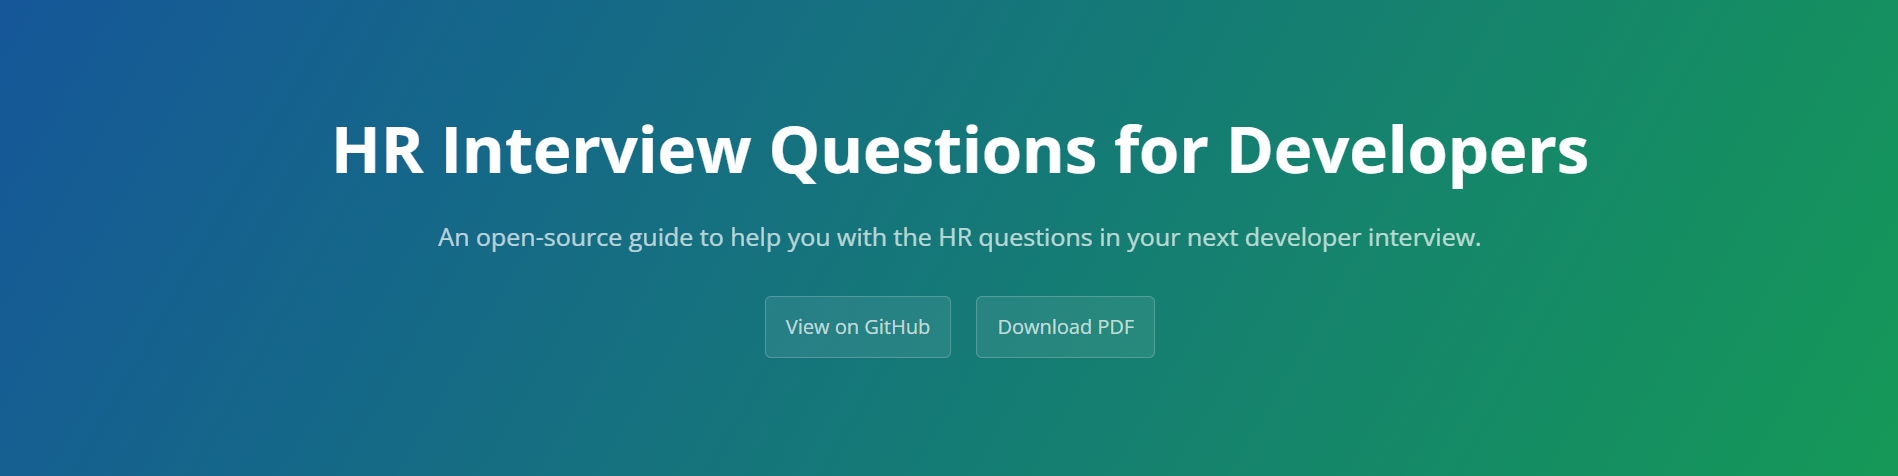 HR Interview Questions for Developers
An open-source guide to help you with the HR questions in your next developer interview.
View on GitHub
Download PDF